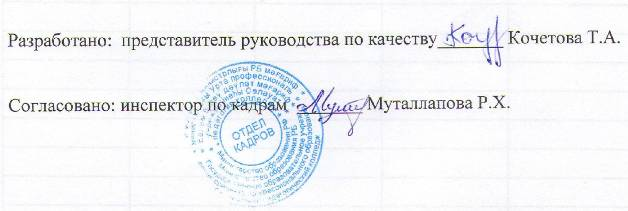 Разработано: представитель руководства по качеству Кочетова Т.А.
Согласовано: инспектор по кадрам Муталлапова Р.Х.
ОТДЕЛ
КАДРОВ